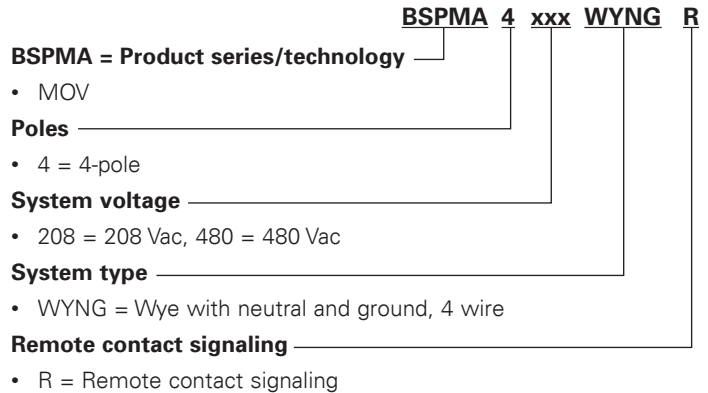 BSPMA 4 xxx WYNG R
BSPMA = Product series/technology
• MOV
Poles
• 4 = 4-pole
System voltage
• 208 = 208 Vac, 480 = 480 Vac
System type
• WYNG = Wye with neutral and ground, 4 wire
Remote contact signaling
• R = Remote contact signaling